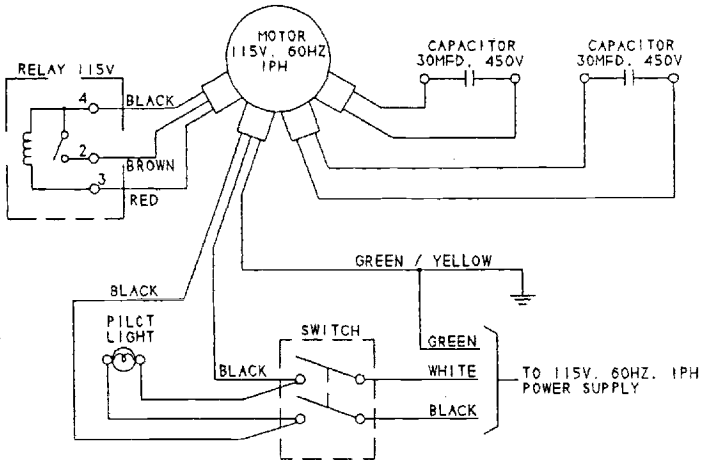 MOTOR
115V. 60HZ
1PH
CAPACITOR
30MFD. 450V
CAPACITOR
30MFD. 450V
RELAY 115V
4
BLACK
2
BROWN
3
RED
GREEN / YELLOW
BLACK
PILOT
LIGHT
SWITCH
GREEN
BLACK
WHITE
TO 115V. 60HZ. 1PH
POWER SUPPLY
BLACK